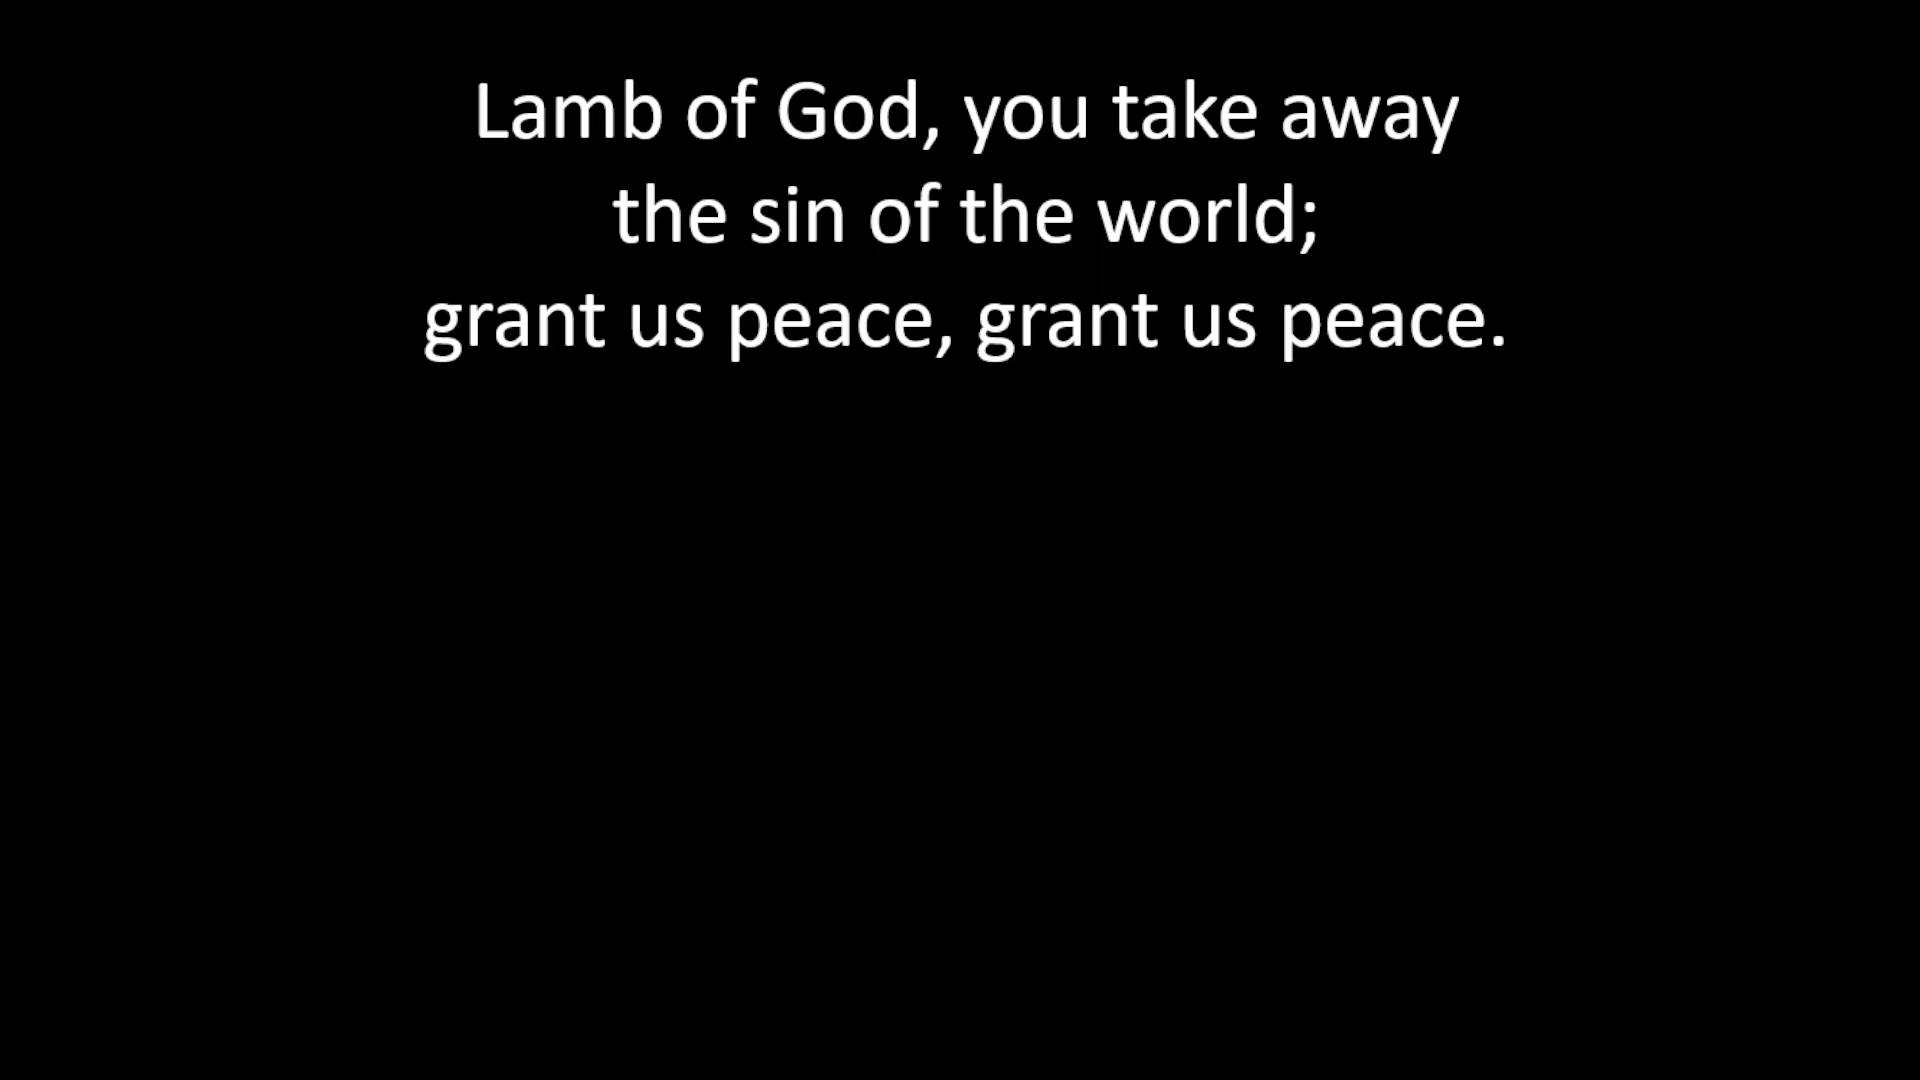 Lamb of God, you take away
the sin of the world;
grant us peace, grant us peace.